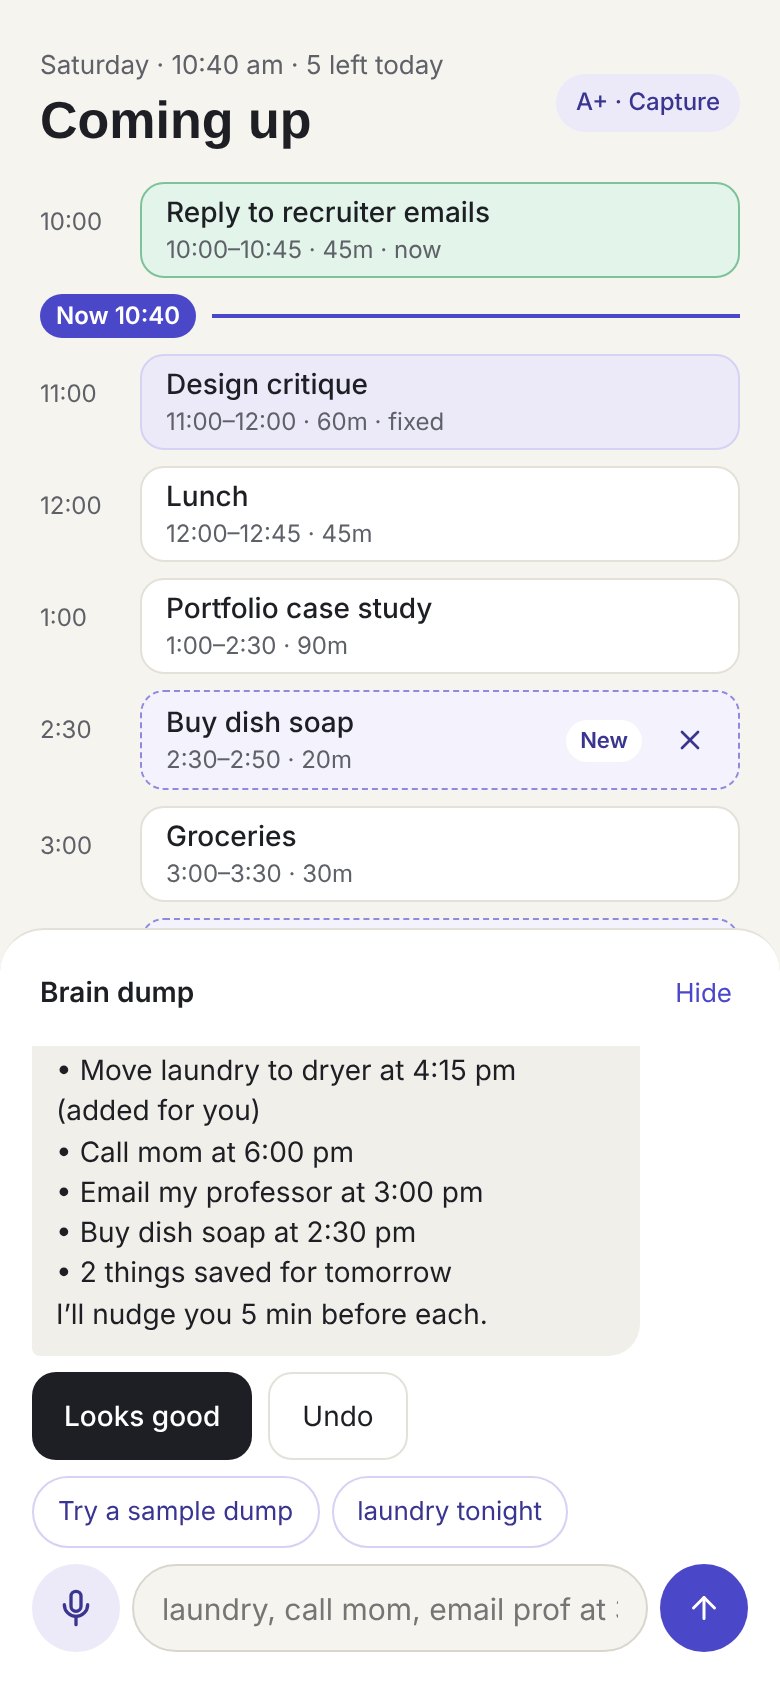 Saturday · 10:40 am · 5 left today
Coming up
A+ · Capture
10:00
Reply to recruiter emails
10:00–10:45 · 45m · now
Now 10:40
11:00
Design critique
11:00–12:00 · 60m · fixed
12:00
Lunch
12:00–12:45 · 45m
1:00
Portfolio case study
1:00–2:30 · 90m
2:30
Buy dish soap
2:30–2:50 · 20m
New
3:00
Groceries
3:00–3:30 · 30m
Brain dump
Hide
• Move laundry to dryer at 4:15 pm
(added for you)
• Call mom at 6:00 pm
• Email my professor at 3:00 pm
• Buy dish soap at 2:30 pm
• 2 things saved for tomorrow
I’ll nudge you 5 min before each.
Looks good
Undo
Try a sample dump
laundry tonight
laundry, call mom, email prof at